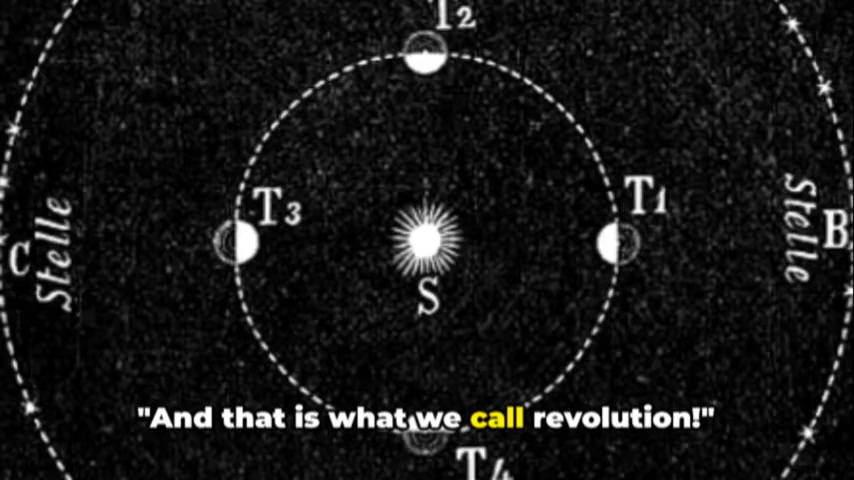 T2
T3
T1
C
Stelle
Stelle
B
S
"And that is what we call revolution!"
T4